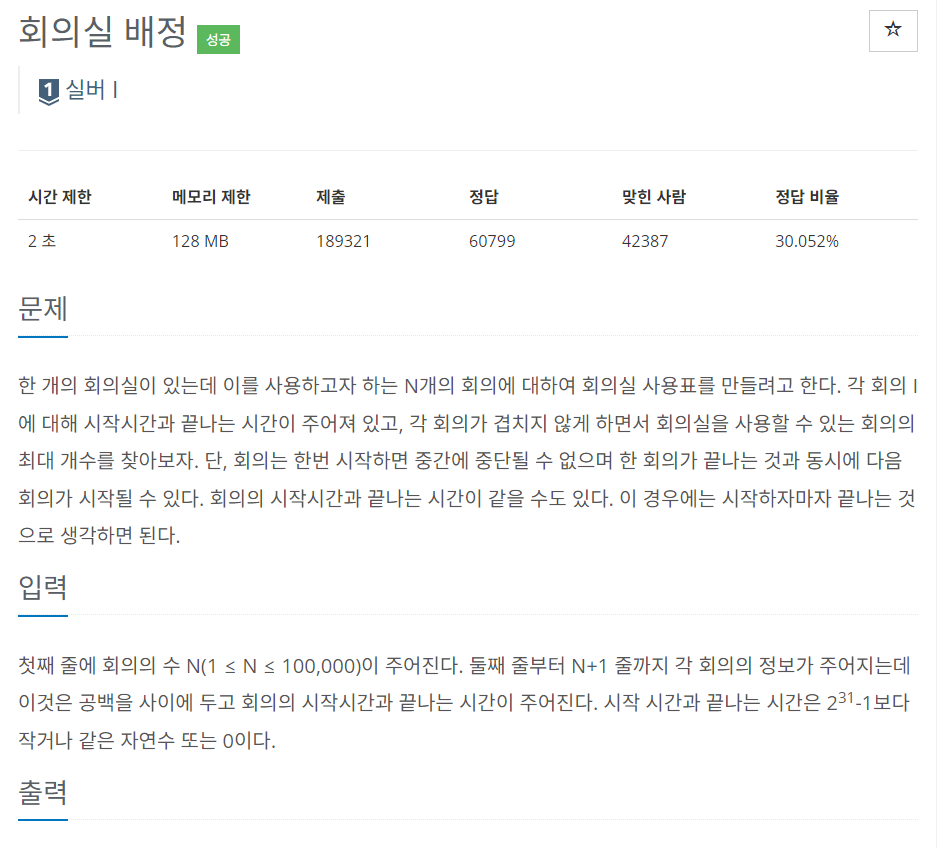 회의실 배정 성공
☆
1 실버 I
시간 제한 메모리 제한 제출 정답 맞힌 사람 정답 비율
2 초 128 MB 189321 60799 42387 30.052%
문제
한 개의 회의실이 있는데 이를 사용하고자 하는 N개의 회의에 대하여 회의실 사용표를 만들려고 한다. 각 회의 I
에 대해 시작시간과 끝나는 시간이 주어져 있고, 각 회의가 겹치지 않게 하면서 회의실을 사용할 수 있는 회의의
최대 개수를 찾아보자. 단, 회의는 한번 시작하면 중간에 중단될 수 없으며 한 회의가 끝나는 것과 동시에 다음
회의가 시작될 수 있다. 회의의 시작시간과 끝나는 시간이 같을 수도 있다. 이 경우에는 시작하자마자 끝나는 것
으로 생각하면 된다.
입력
첫째 줄에 회의의 수 N(1 ≤ N ≤ 100,000)이 주어진다. 둘째 줄부터 N+1 줄까지 각 회의의 정보가 주어지는데
이것은 공백을 사이에 두고 회의의 시작시간과 끝나는 시간이 주어진다. 시작 시간과 끝나는 시간은 2³¹-1보다
작거나 같은 자연수 또는 0이다.
출력